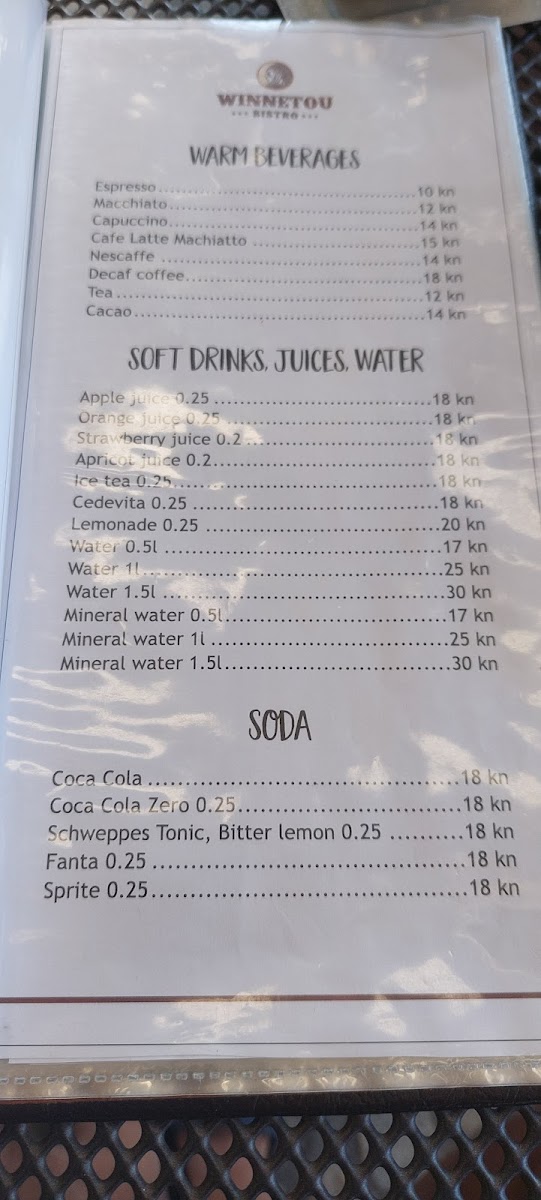 WINNETOU
••• BISTRO •••
WARM BEVERAGES
Espresso 10 kn
Macchiato 12 kn
Capuccino 14 kn
Cafe Latte Machiatto 15 kn
Nescaffe 14 kn
Decaf coffee 18 kn
Tea 12 kn
Cacao 14 kn
SOFT DRINKS, JUICES, WATER
Apple juice 0.25 18 kn
Orange juice 0.25 18 kn
Strawberry juice 0.2 18 kn
Apricot juice 0.2 18 kn
Ice tea 0.25 18 kn
Cedevita 0.25 18 kn
Lemonade 0.25 20 kn
Water 0.5l 17 kn
Water 1l 25 kn
Water 1.5l 30 kn
Mineral water 0.5l 17 kn
Mineral water 1l 25 kn
Mineral water 1.5l 30 kn
SODA
Coca Cola 18 kn
Coca Cola Zero 0.25 18 kn
Schweppes Tonic, Bitter lemon 0.25 18 kn
Fanta 0.25 18 kn
Sprite 0.25 18 kn